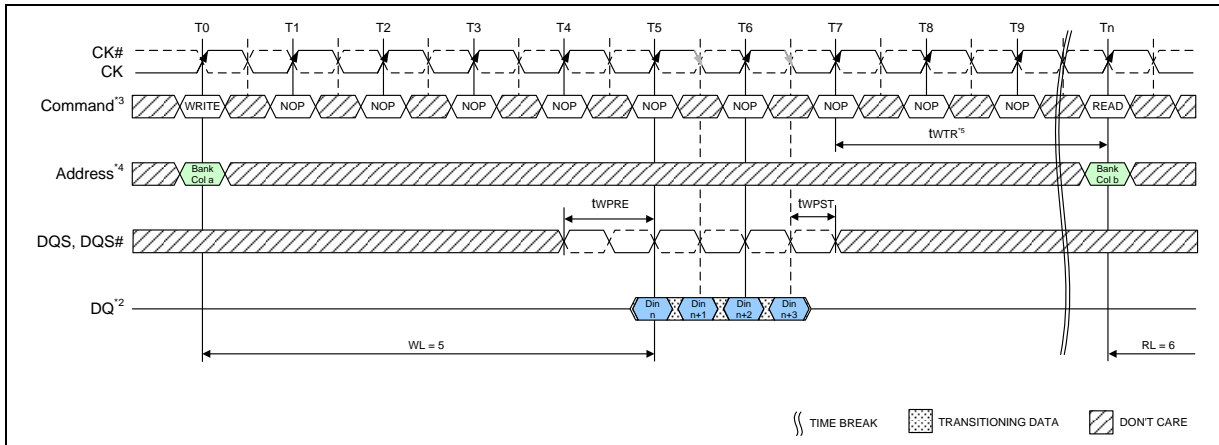 T0 T1 T2 T3 T4 T5 T6 T7 T8 T9 Tn
CK#
CK
Command*3 WRITE NOP NOP NOP NOP NOP NOP NOP NOP NOP READ
tWTR*5
Address*4 Bank Col a Bank Col b
tWPRE tWPST
DQS, DQS#
DQ*2 Din n Din n+1 Din n+2 Din n+3
WL = 5 RL = 6
TIME BREAK TRANSITIONING DATA DON'T CARE